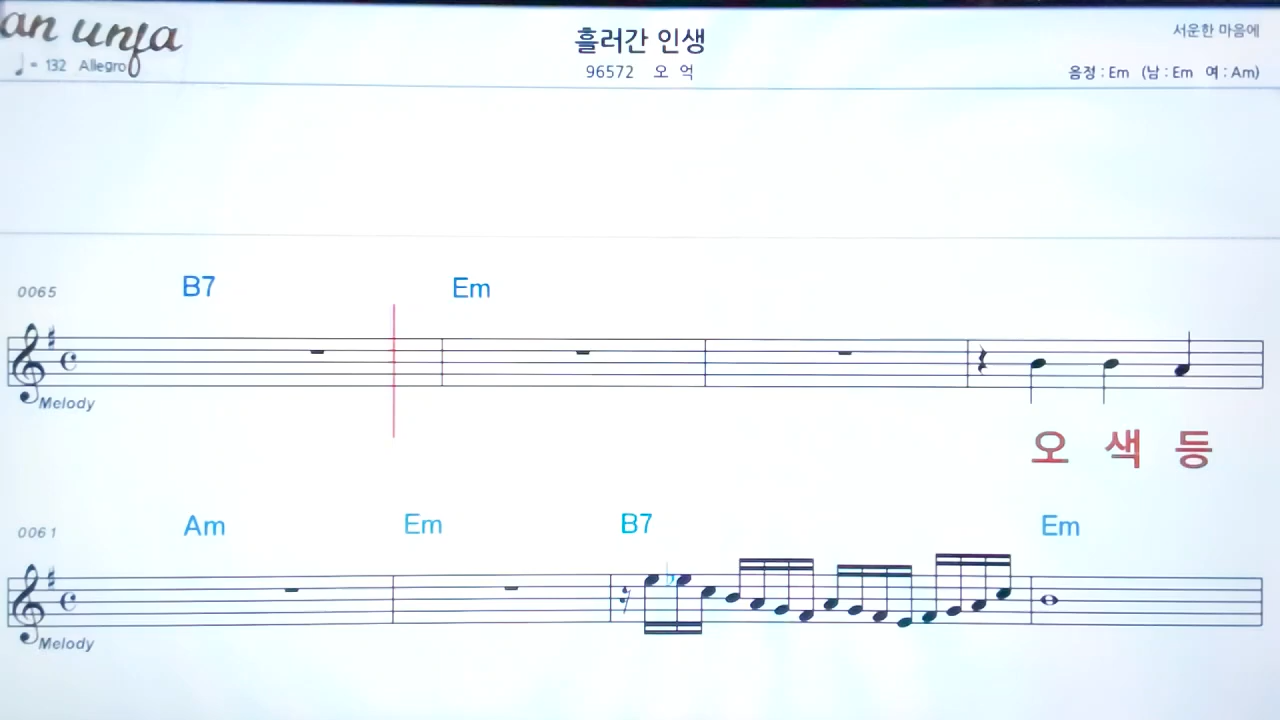 an unja
흘러간 인생
서운한 마음에
♩ = 132 Allegro
96572 오 억
음정 : Em (남 : Em 여 : Am)
0065 B7 Em
Melody
오 색 등
0061 Am Em B7 Em
Melody